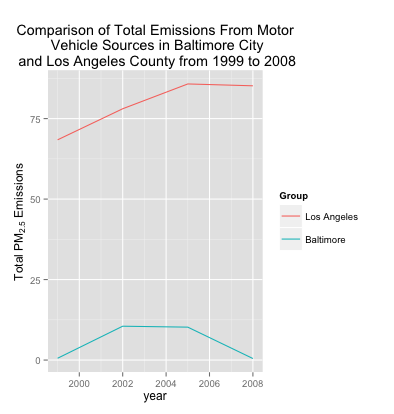 Comparison of Total Emissions From Motor
Vehicle Sources in Baltimore City
and Los Angeles County from 1999 to 2008
Total PM2.5 Emissions
75
50
25
0
2000 2002 2004 2006 2008
year
Group
Los Angeles
Baltimore